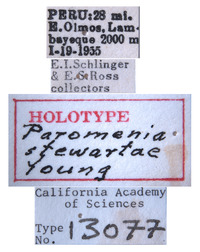 PERU: 28 mi.
E. Olmos, Lam-
bayeque 2000 m
I-19-1955
E.I.Schlinger
& E.S.Ross
collectors
HOLOTYPE
Paromenia
stewartae
Young
California Academy
of Sciences
Type
No. 13077